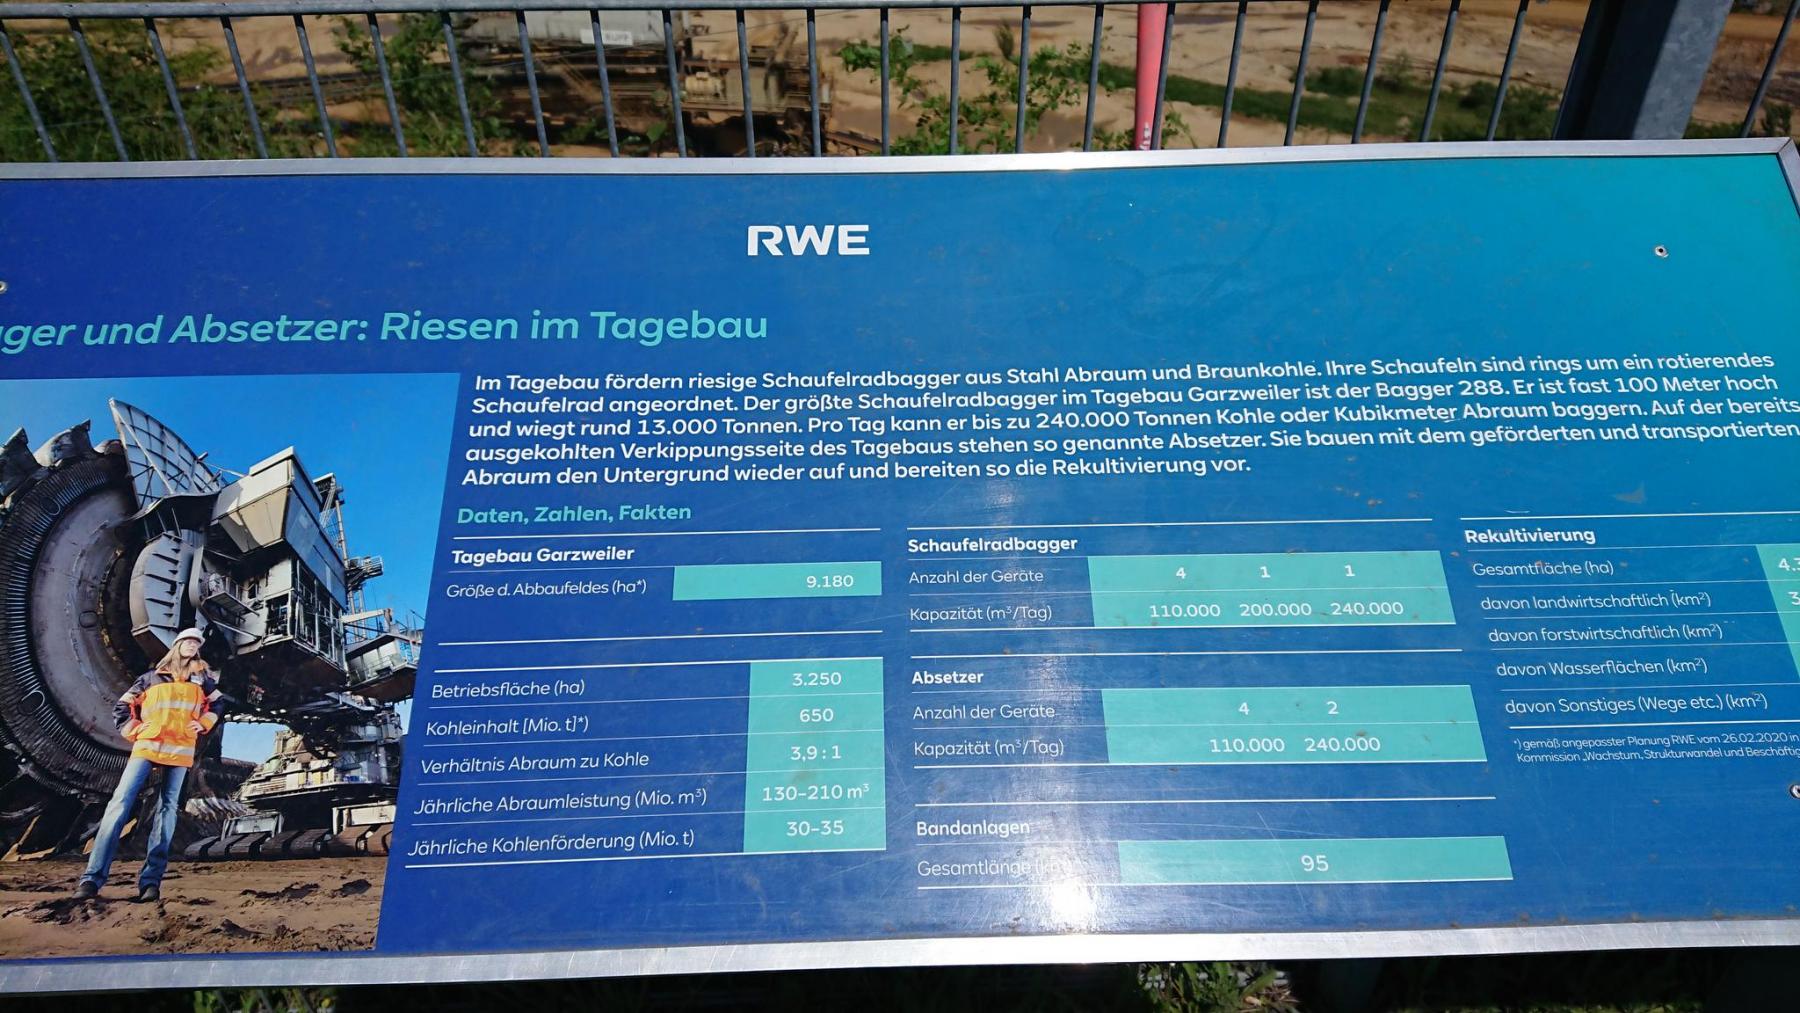 RWE
ger und Absetzer: Riesen im Tagebau
Im Tagebau fördern riesige Schaufelradbagger aus Stahl Abraum und Braunkohle. Ihre Schaufeln sind rings um ein rotierendes
Schaufelrad angeordnet. Der größte Schaufelradbagger im Tagebau Garzweiler ist der Bagger 288. Er ist fast 100 Meter hoch
und wiegt rund 13.000 Tonnen. Pro Tag kann er bis zu 240.000 Tonnen Kohle oder Kubikmeter Abraum baggern. Auf der bereits
ausgekohlten Verkippungsseite des Tagebaus stehen so genannte Absetzer. Sie bauen mit dem geförderten und transportierten
Abraum den Untergrund wieder auf und bereiten so die Rekultivierung vor.
Daten, Zahlen, Fakten
Tagebau Garzweiler
Größe d. Abbaufeldes (ha*) 9.180
Betriebsfläche (ha) 3.250
Kohleinhalt [Mio. t]*) 650
Verhältnis Abraum zu Kohle 3,9 : 1
Jährliche Abraumleistung (Mio. m³) 130–210 m³
Jährliche Kohlenförderung (Mio. t) 30–35
Schaufelradbagger
Anzahl der Geräte 4 1 1
Kapazität (m³/Tag) 110.000 200.000 240.000
Absetzer
Anzahl der Geräte 4 2
Kapazität (m³/Tag) 110.000 240.000
Bandanlagen
Gesamtlänge (km) 95
Rekultivierung
Gesamtfläche (ha) 4.3
davon landwirtschaftlich (km²) 3
davon forstwirtschaftlich (km²)
davon Wasserflächen (km²)
davon Sonstiges (Wege etc.) (km²)
*) gemäß angepasster Planung RWE vom 26.02.2020 in
Kommission „Wachstum, Strukturwandel und Beschäftig